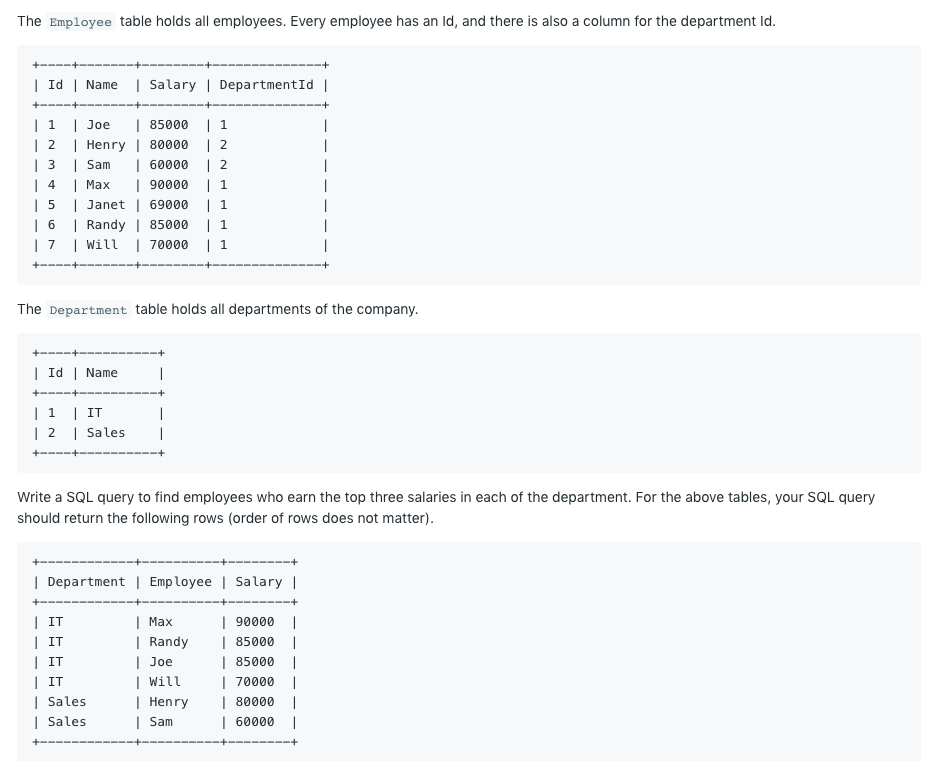 The Employee table holds all employees. Every employee has an Id, and there is also a column for the department Id.
+----+-------+--------+--------------+
| Id | Name  | Salary | DepartmentId |
+----+-------+--------+--------------+
| 1  | Joe   | 85000  | 1            |
| 2  | Henry | 80000  | 2            |
| 3  | Sam   | 60000  | 2            |
| 4  | Max   | 90000  | 1            |
| 5  | Janet | 69000  | 1            |
| 6  | Randy | 85000  | 1            |
| 7  | Will  | 70000  | 1            |
+----+-------+--------+--------------+
The Department table holds all departments of the company.
+----+----------+
| Id | Name     |
+----+----------+
| 1  | IT       |
| 2  | Sales    |
+----+----------+
Write a SQL query to find employees who earn the top three salaries in each of the department. For the above tables, your SQL query
should return the following rows (order of rows does not matter).
+------------+----------+--------+
| Department | Employee | Salary |
+------------+----------+--------+
| IT         | Max      | 90000  |
| IT         | Randy    | 85000  |
| IT         | Joe      | 85000  |
| IT         | Will     | 70000  |
| Sales      | Henry    | 80000  |
| Sales      | Sam      | 60000  |
+------------+----------+--------+